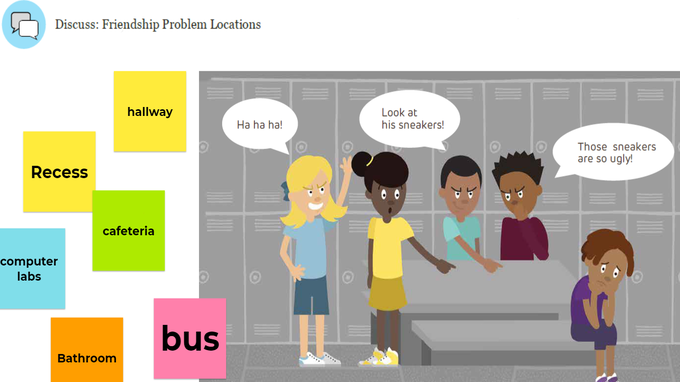 Discuss: Friendship Problem Locations
hallway
Recess
cafeteria
computer
labs
Bathroom
bus
Ha ha ha!
Look at
his sneakers!
Those sneakers
are so ugly!